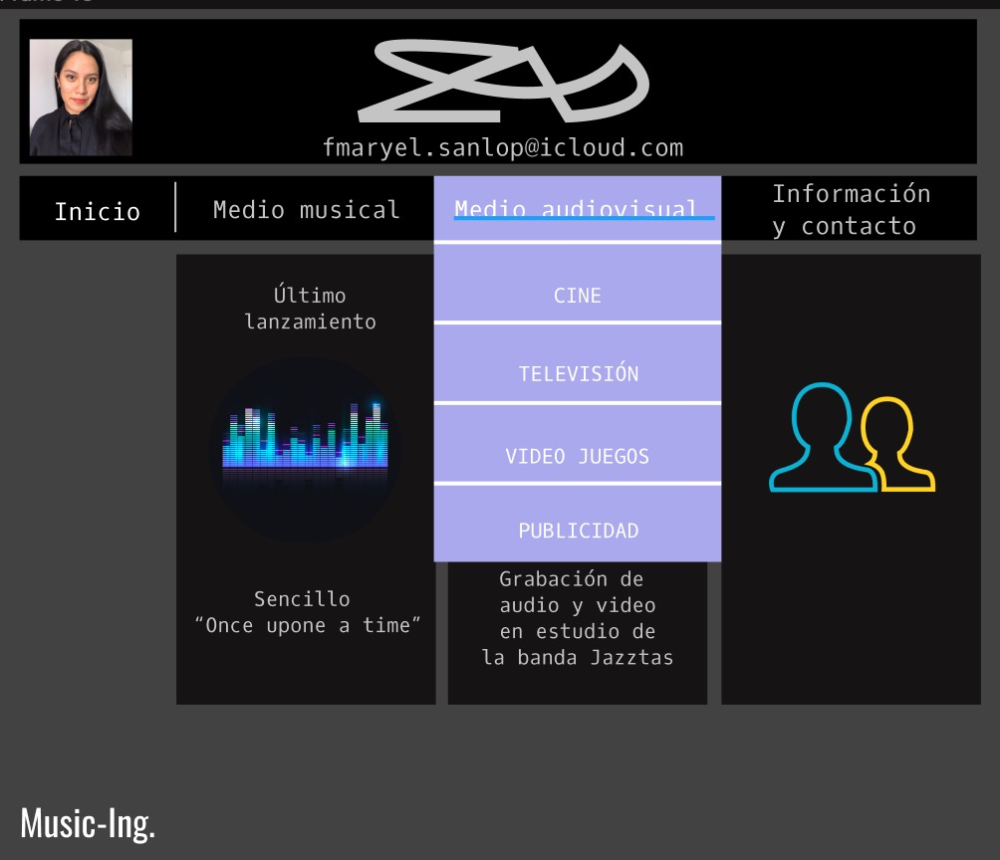 fmaryel.sanlop@icloud.com
Inicio
Medio musical
Medio audiovisual
Información
y contacto
Último
lanzamiento
CINE
TELEVISIÓN
VIDEO JUEGOS
PUBLICIDAD
Sencillo
“Once upone a time”
Grabación de
audio y video
en estudio de
la banda Jazztas
Music-Ing.